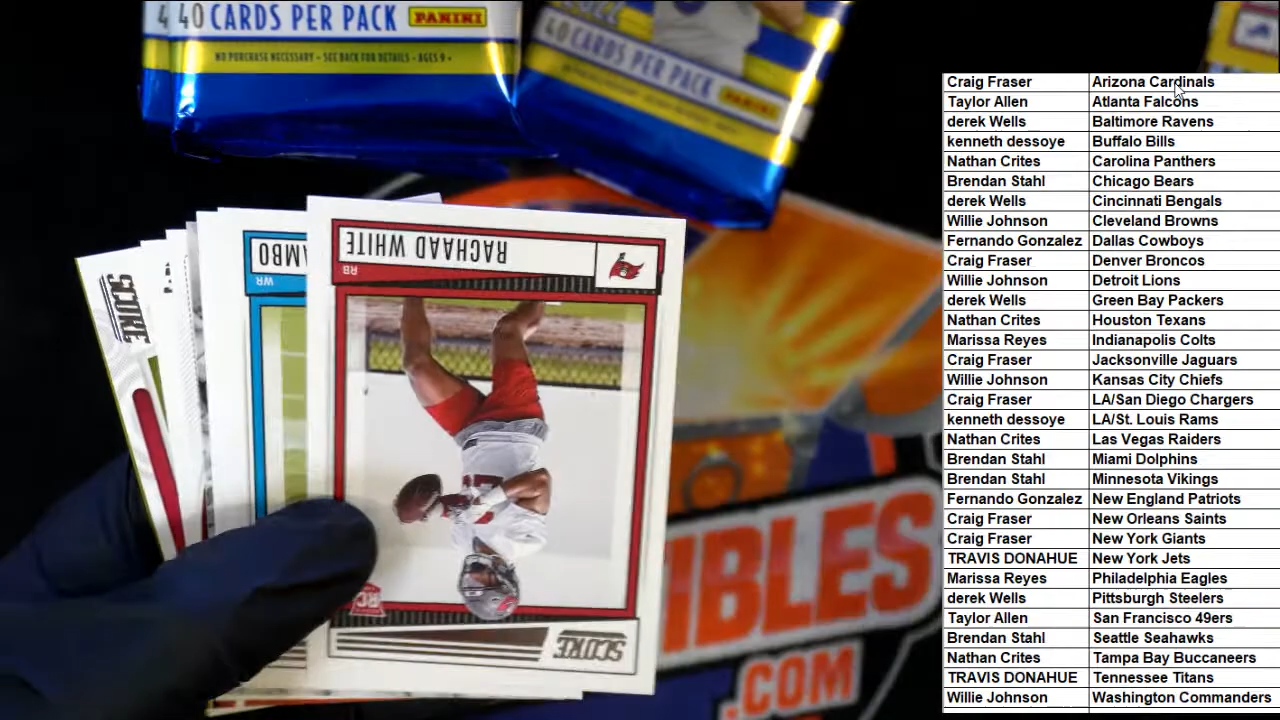 4 40 CARDS PER PACK PANINI
NO PURCHASE NECESSARY • SEE BACK FOR DETAILS • AGES 9+
40 CARDS PER PACK PANINI
RACHAAD WHITE
RB
RC
SCORE
WR
SCORE
IBLES
.COM
Craig Fraser Arizona Cardinals
Taylor Allen Atlanta Falcons
derek Wells Baltimore Ravens
kenneth dessoye Buffalo Bills
Nathan Crites Carolina Panthers
Brendan Stahl Chicago Bears
derek Wells Cincinnati Bengals
Willie Johnson Cleveland Browns
Fernando Gonzalez Dallas Cowboys
Craig Fraser Denver Broncos
Willie Johnson Detroit Lions
derek Wells Green Bay Packers
Nathan Crites Houston Texans
Marissa Reyes Indianapolis Colts
Craig Fraser Jacksonville Jaguars
Willie Johnson Kansas City Chiefs
Craig Fraser LA/San Diego Chargers
kenneth dessoye LA/St. Louis Rams
Nathan Crites Las Vegas Raiders
Brendan Stahl Miami Dolphins
Brendan Stahl Minnesota Vikings
Fernando Gonzalez New England Patriots
Craig Fraser New Orleans Saints
Craig Fraser New York Giants
TRAVIS DONAHUE New York Jets
Marissa Reyes Philadelphia Eagles
derek Wells Pittsburgh Steelers
Taylor Allen San Francisco 49ers
Brendan Stahl Seattle Seahawks
Nathan Crites Tampa Bay Buccaneers
TRAVIS DONAHUE Tennessee Titans
Willie Johnson Washington Commanders